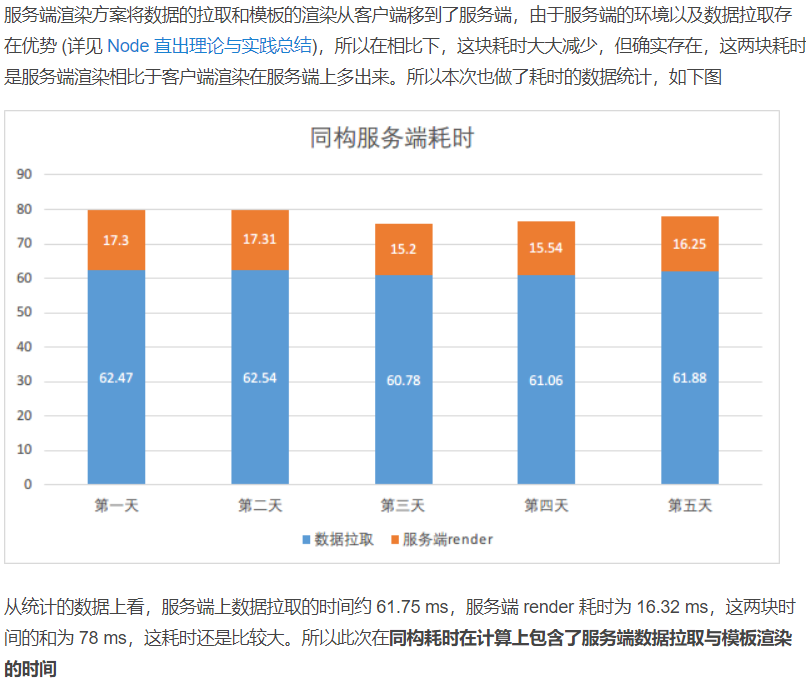 服务端渲染方案将数据的拉取和模板的渲染从客户端移到了服务端，由于服务端的环境以及数据拉取存
在优势 (详见 Node 直出理论与实践总结)，所以在相比下，这块耗时大大减少，但确实存在，这两块耗时
是服务端渲染相比于客户端渲染在服务端上多出来。所以本次也做了耗时的数据统计，如下图
同构服务端耗时
90
80
70
60
50
40
30
20
10
0
17.3
17.31
15.2
15.54
16.25
62.47
62.54
60.78
61.06
61.88
第一天
第二天
第三天
第四天
第五天
数据拉取
服务端render
从统计的数据上看，服务端上数据拉取的时间约 61.75 ms，服务端 render 耗时为 16.32 ms，这两块时
间的和为 78 ms，这耗时还是比较大。所以此次在同构耗时在计算上包含了服务端数据拉取与模板渲染
的时间